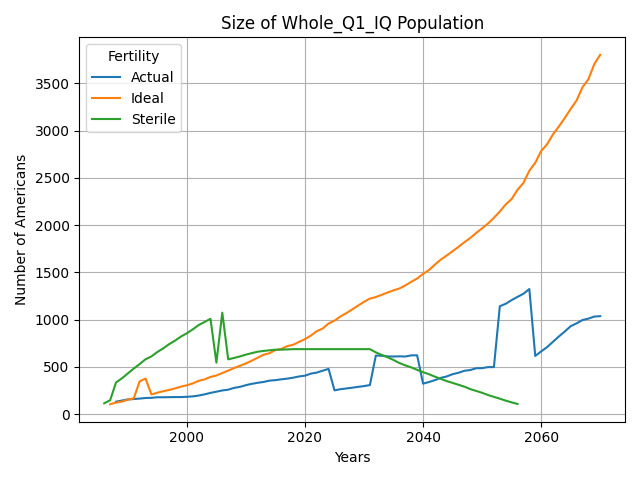 Size of Whole_Q1_IQ Population
Fertility
Actual
Ideal
Sterile
Number of Americans
3500
3000
2500
2000
1500
1000
500
0
2000
2020
2040
2060
Years